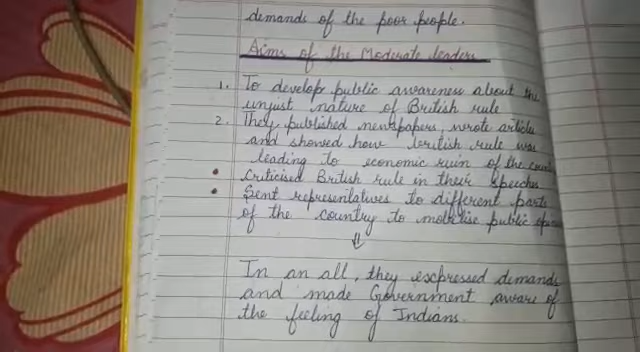 demands of the poor people.
Aims of the Moderate leaders
1. To develop public awareness about the
unjust nature of British rule
2. They published newspapers, wrote article
and showed how british rule was
leading to economic ruin of the
• Criticised British rule in their speeches
• Sent representatives to different parts
of the country to mobilise public
⇓
In an all, they expressed demands
and made Government aware of
the feeling of Indians.